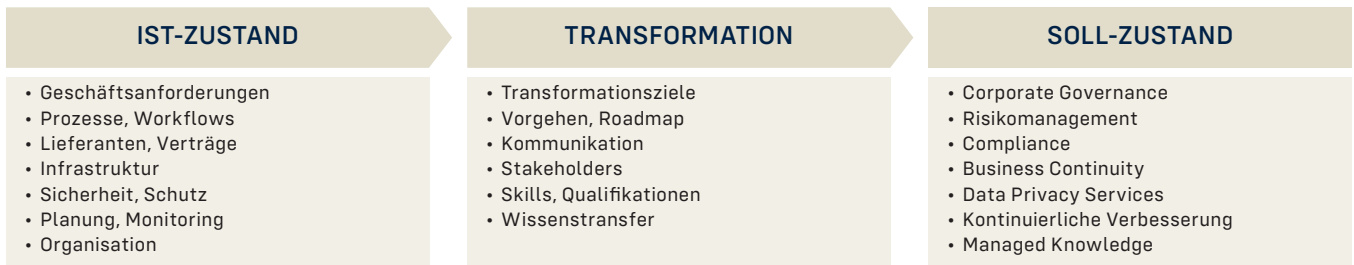 IST-ZUSTAND
• Geschäftsanforderungen
• Prozesse, Workflows
• Lieferanten, Verträge
• Infrastruktur
• Sicherheit, Schutz
• Planung, Monitoring
• Organisation
TRANSFORMATION
• Transformationsziele
• Vorgehen, Roadmap
• Kommunikation
• Stakeholders
• Skills, Qualifikationen
• Wissenstransfer
SOLL-ZUSTAND
• Corporate Governance
• Risikomanagement
• Compliance
• Business Continuity
• Data Privacy Services
• Kontinuierliche Verbesserung
• Managed Knowledge